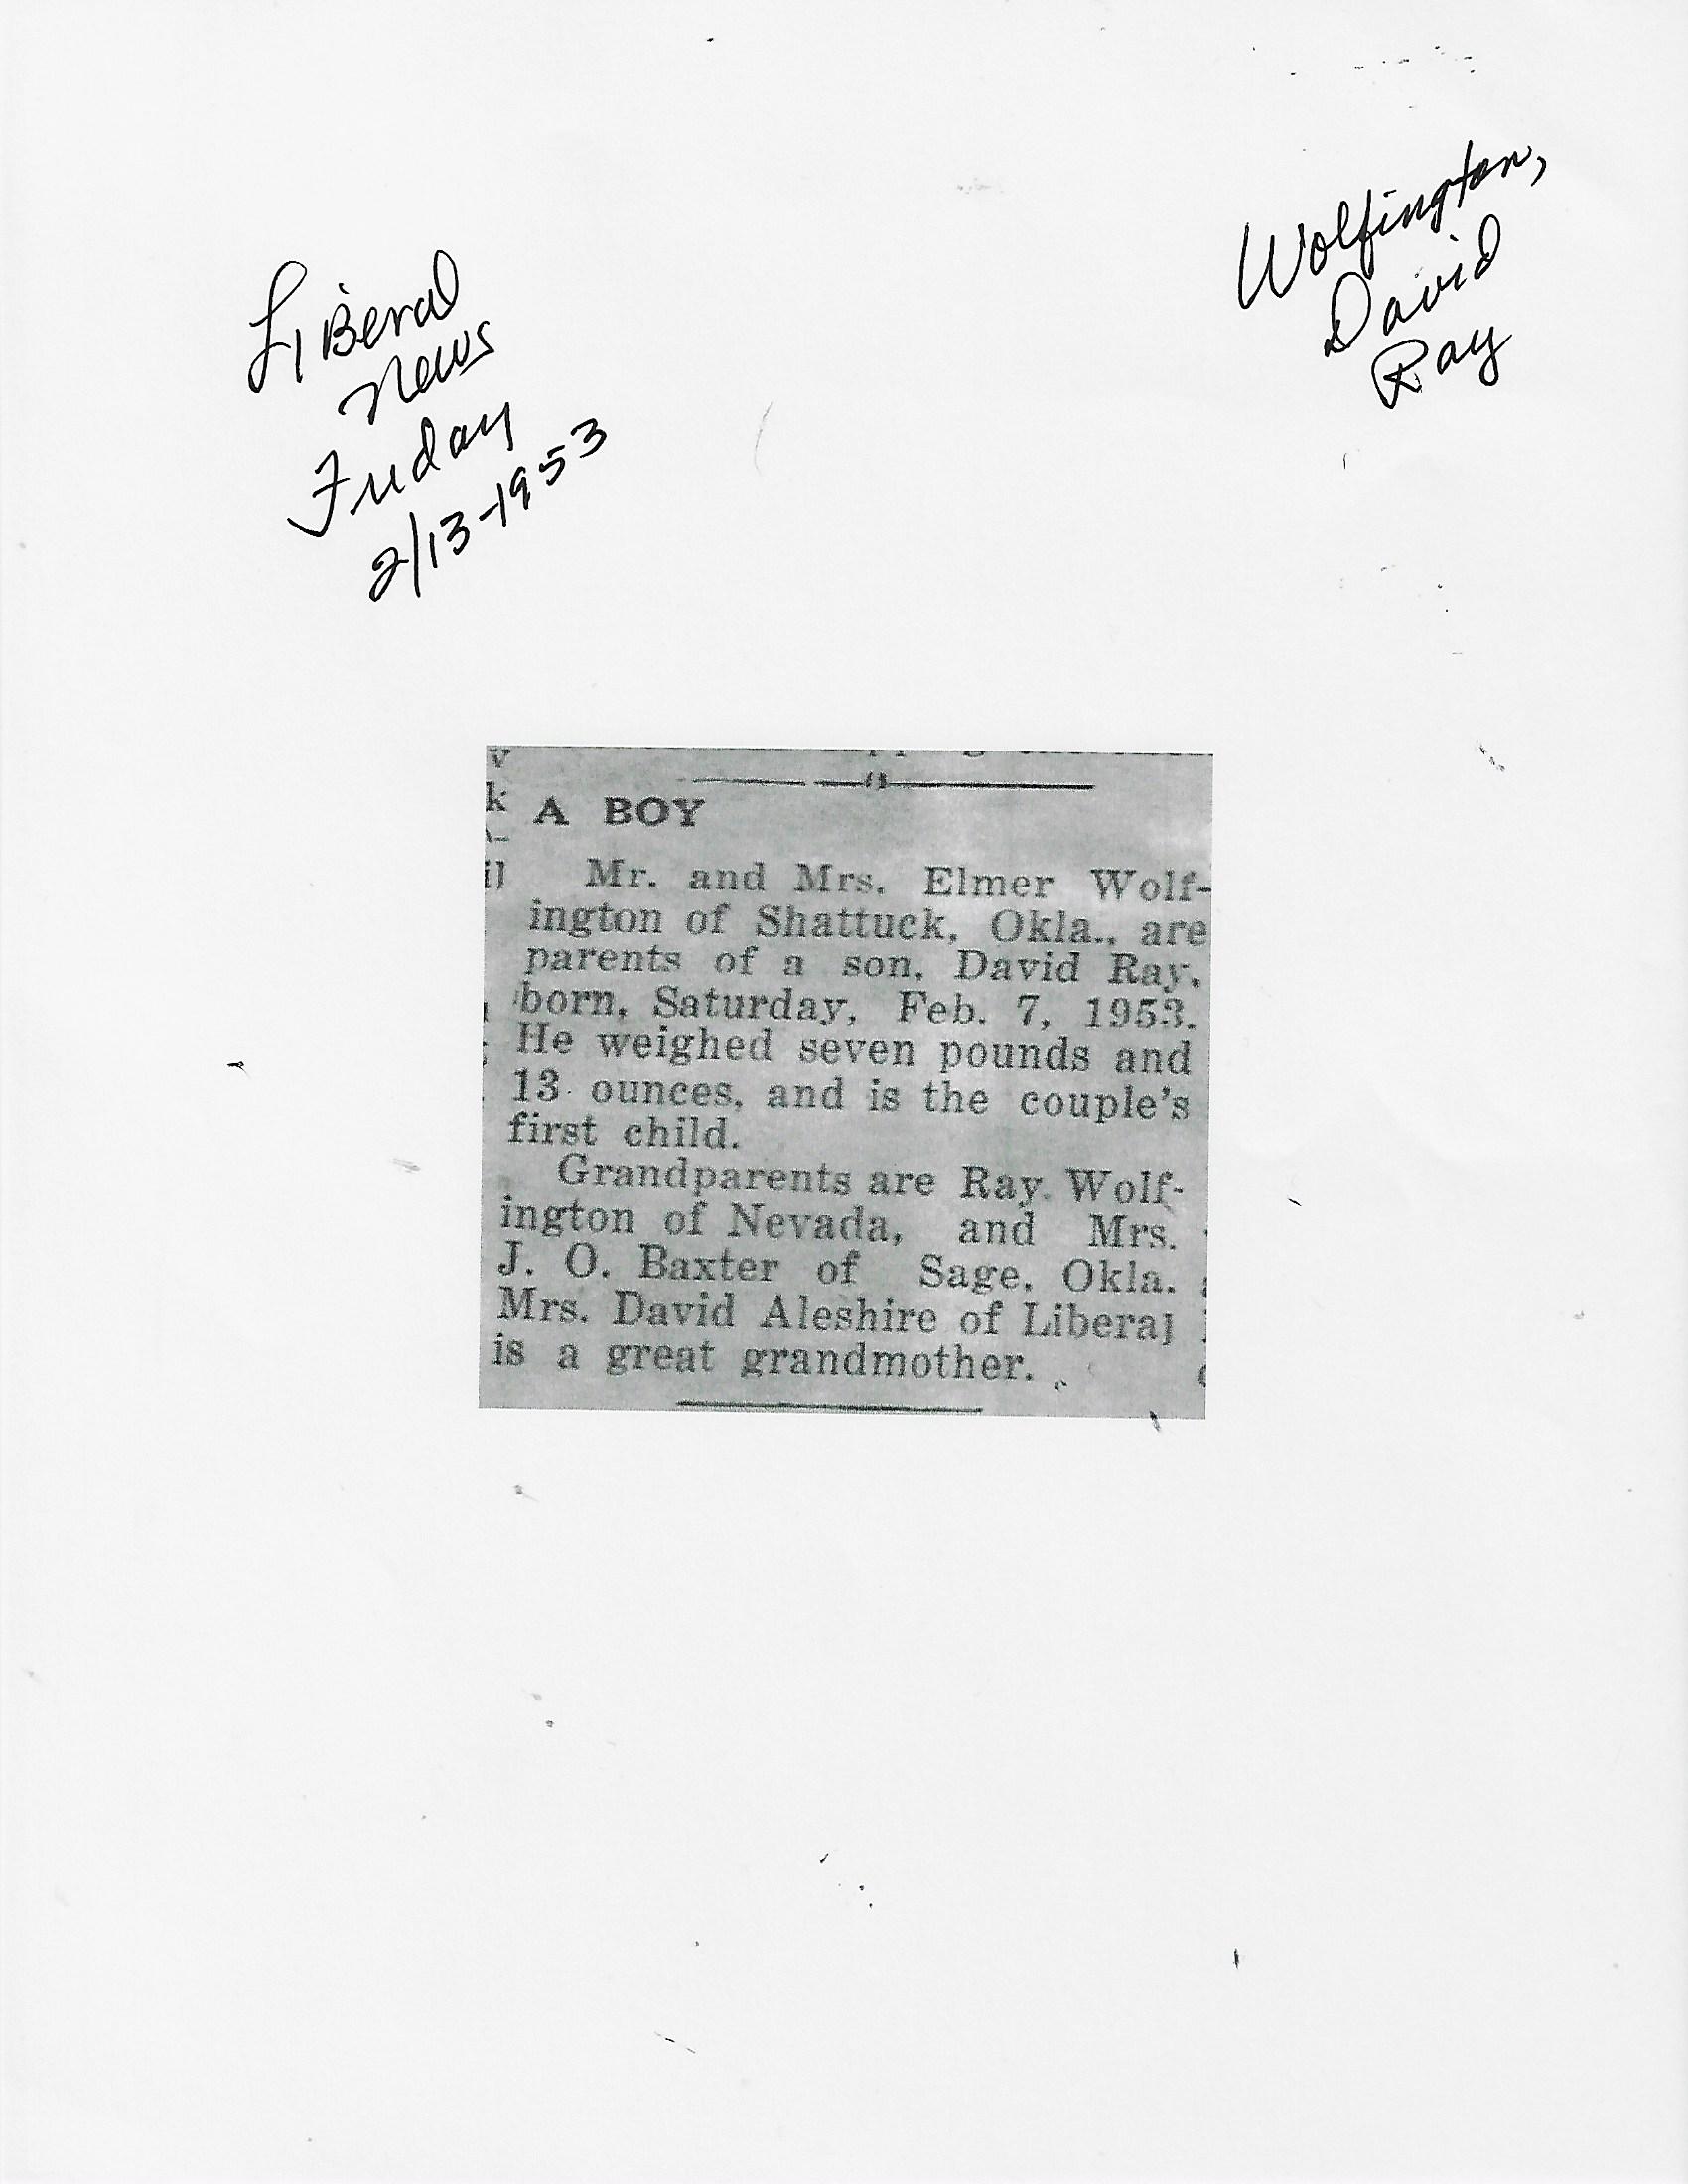 Wolfington,
David
Ray
Liberal
News
Friday
2/13-1953
A BOY
Mr. and Mrs. Elmer Wolf-
ington of Shattuck, Okla., are
parents of a son, David Ray,
born, Saturday, Feb. 7, 1953.
He weighed seven pounds and
13 ounces, and is the couple's
first child.
Grandparents are Ray Wolf-
ington of Nevada, and Mrs.
J. O. Baxter of Sage, Okla.
Mrs. David Aleshire of Liberal
is a great grandmother.